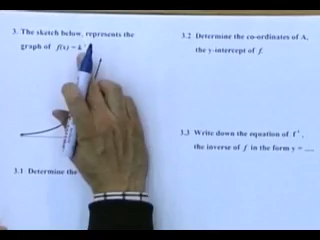 3. The sketch below, represents the
graph of f(x) = k
3.1 Determine the
3.2. Determine the co-ordinates of A,
the y-intercept of f.
3.3 Write down the equation of
the inverse of f in the form y = ....